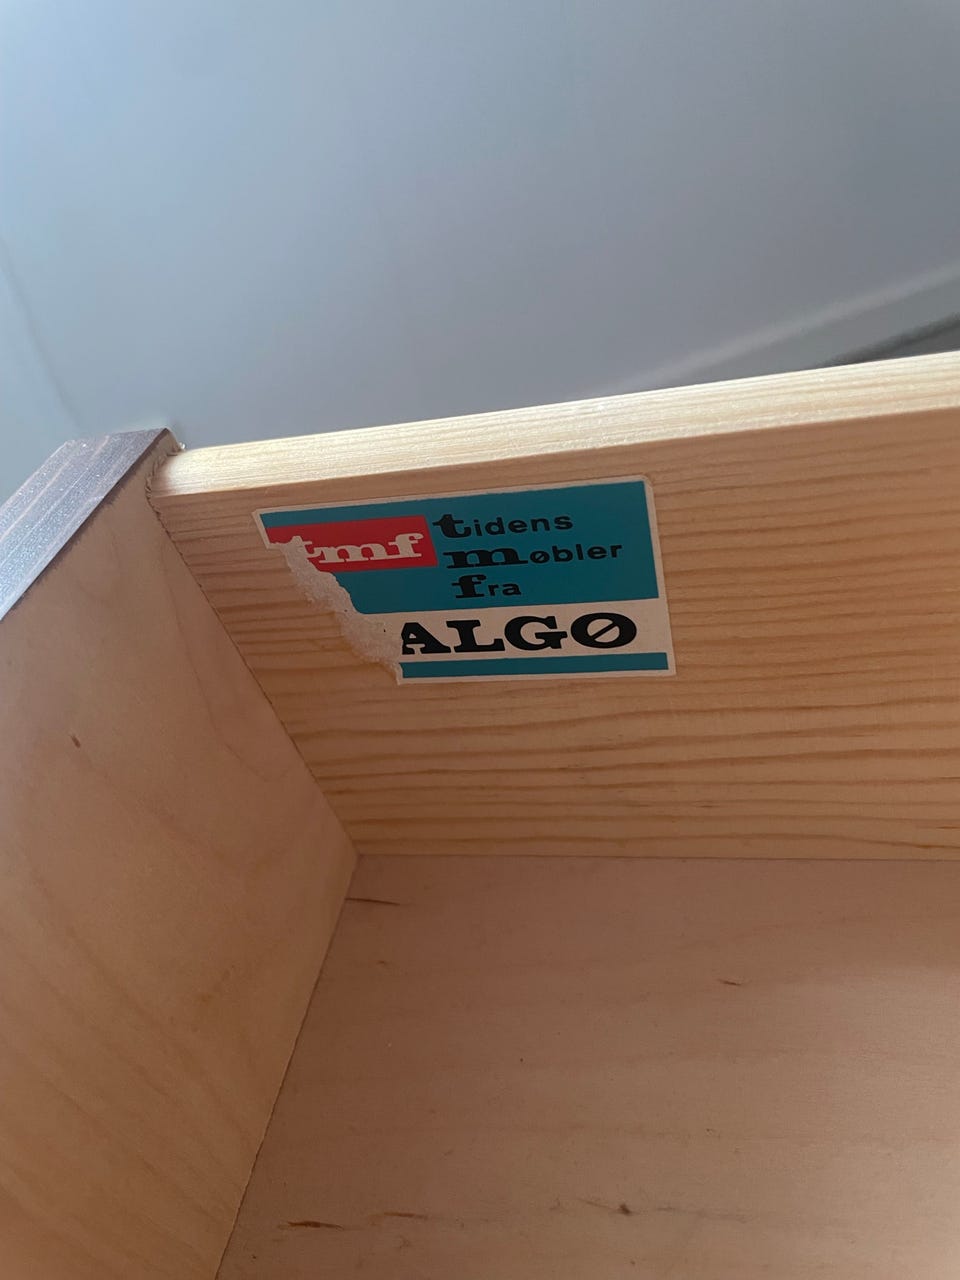 tmf
tidens
møbler
fra
ALGØ